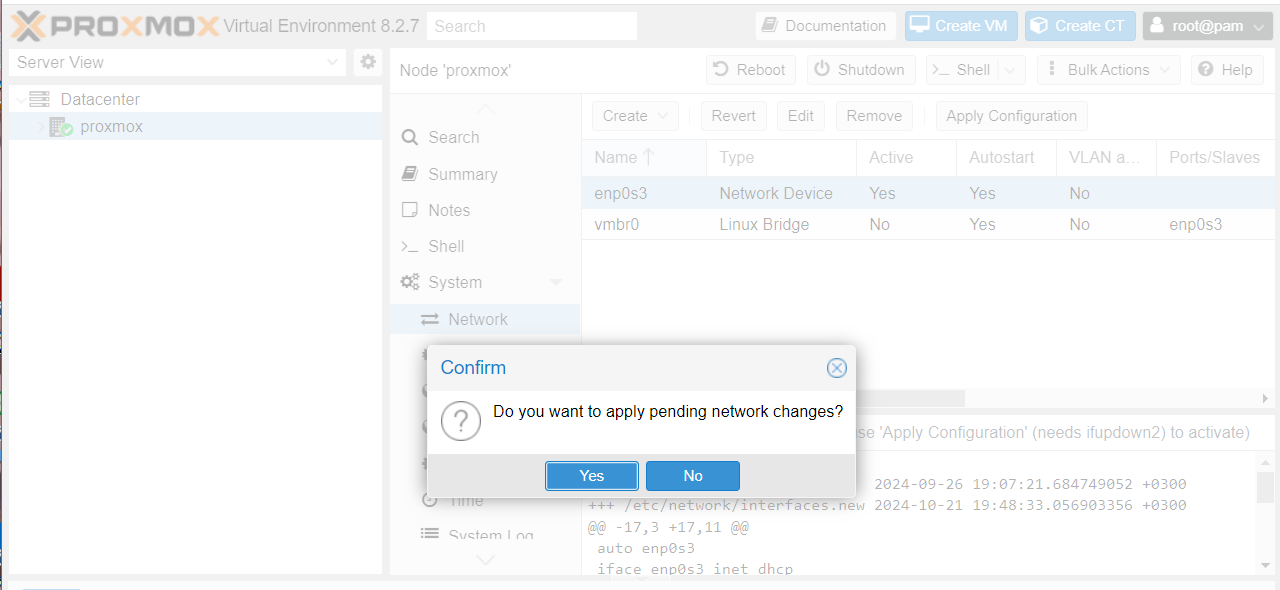 PROXMOX Virtual Environment 8.2.7 Search Documentation Create VM Create CT root@pam
Server View
Datacenter
proxmox
Node 'proxmox' Reboot Shutdown >_ Shell Bulk Actions Help
Search
Summary
Notes
>_ Shell
System
Network
Time
System Log
Create Revert Edit Remove Apply Configuration
Name Type Active Autostart VLAN a... Ports/Slaves
enp0s3 Network Device Yes Yes No
vmbr0 Linux Bridge No Yes No enp0s3
Confirm
Do you want to apply pending network changes?
Yes No
'Apply Configuration' (needs ifupdown2) to activate)
2024-09-26 19:07:21.684749052 +0300
+++ /etc/network/interfaces.new 2024-10-21 19:48:33.056903356 +0300
@@ -17,3 +17,11 @@
auto enp0s3
iface enp0s3 inet dhcp